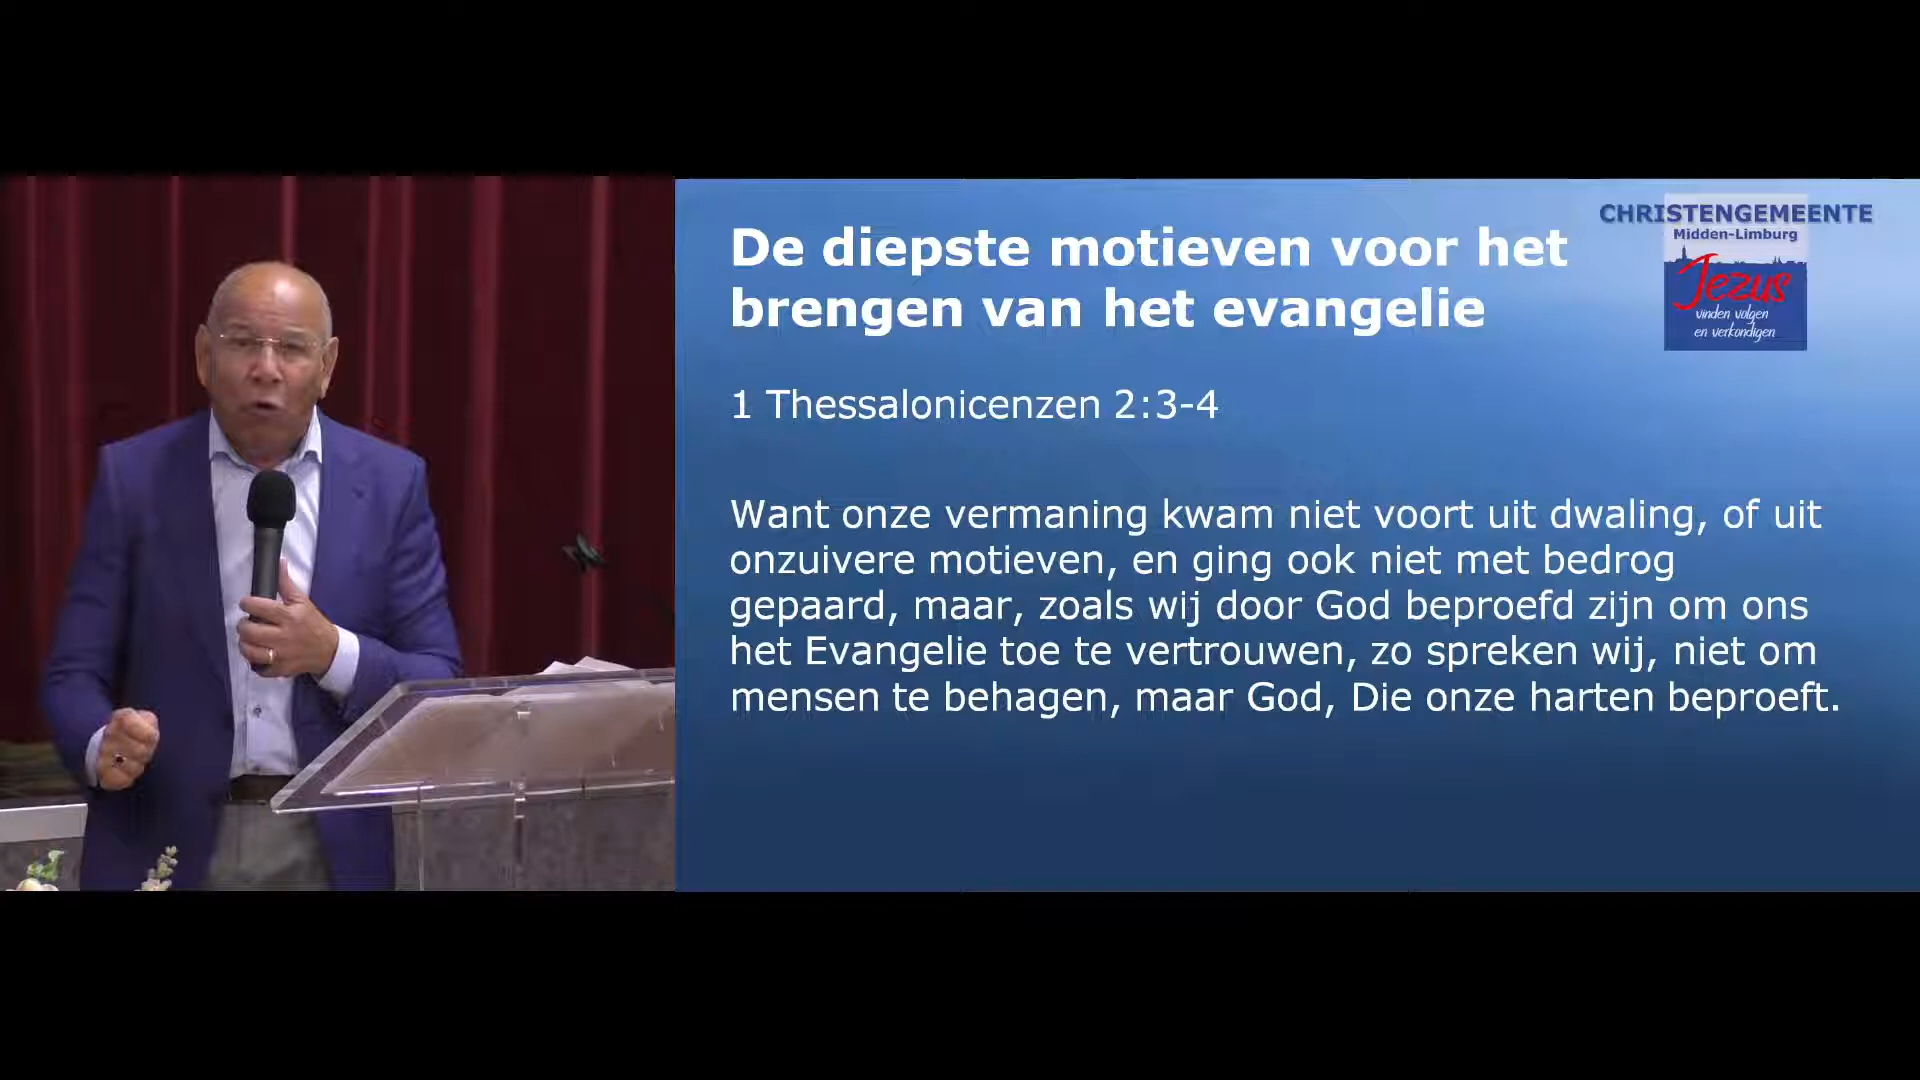 De diepste motieven voor het
brengen van het evangelie
CHRISTENGEMEENTE
Midden-Limburg
Jezus
vinden volgen
en verkondigen
1 Thessalonicenzen 2:3-4
Want onze vermaning kwam niet voort uit dwaling, of uit
onzuivere motieven, en ging ook niet met bedrog
gepaard, maar, zoals wij door God beproefd zijn om ons
het Evangelie toe te vertrouwen, zo spreken wij, niet om
mensen te behagen, maar God, Die onze harten beproeft.